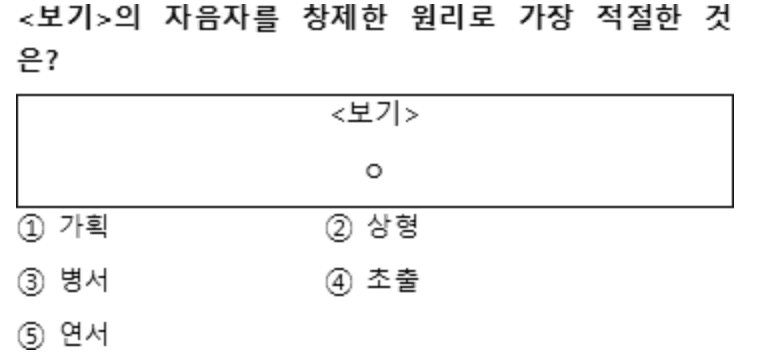 <보기>의 자음자를 창제한 원리로 가장 적절한 것
은?
<보기>
ㅇ
① 가획 ② 상형
③ 병서 ④ 초출
⑤ 연서